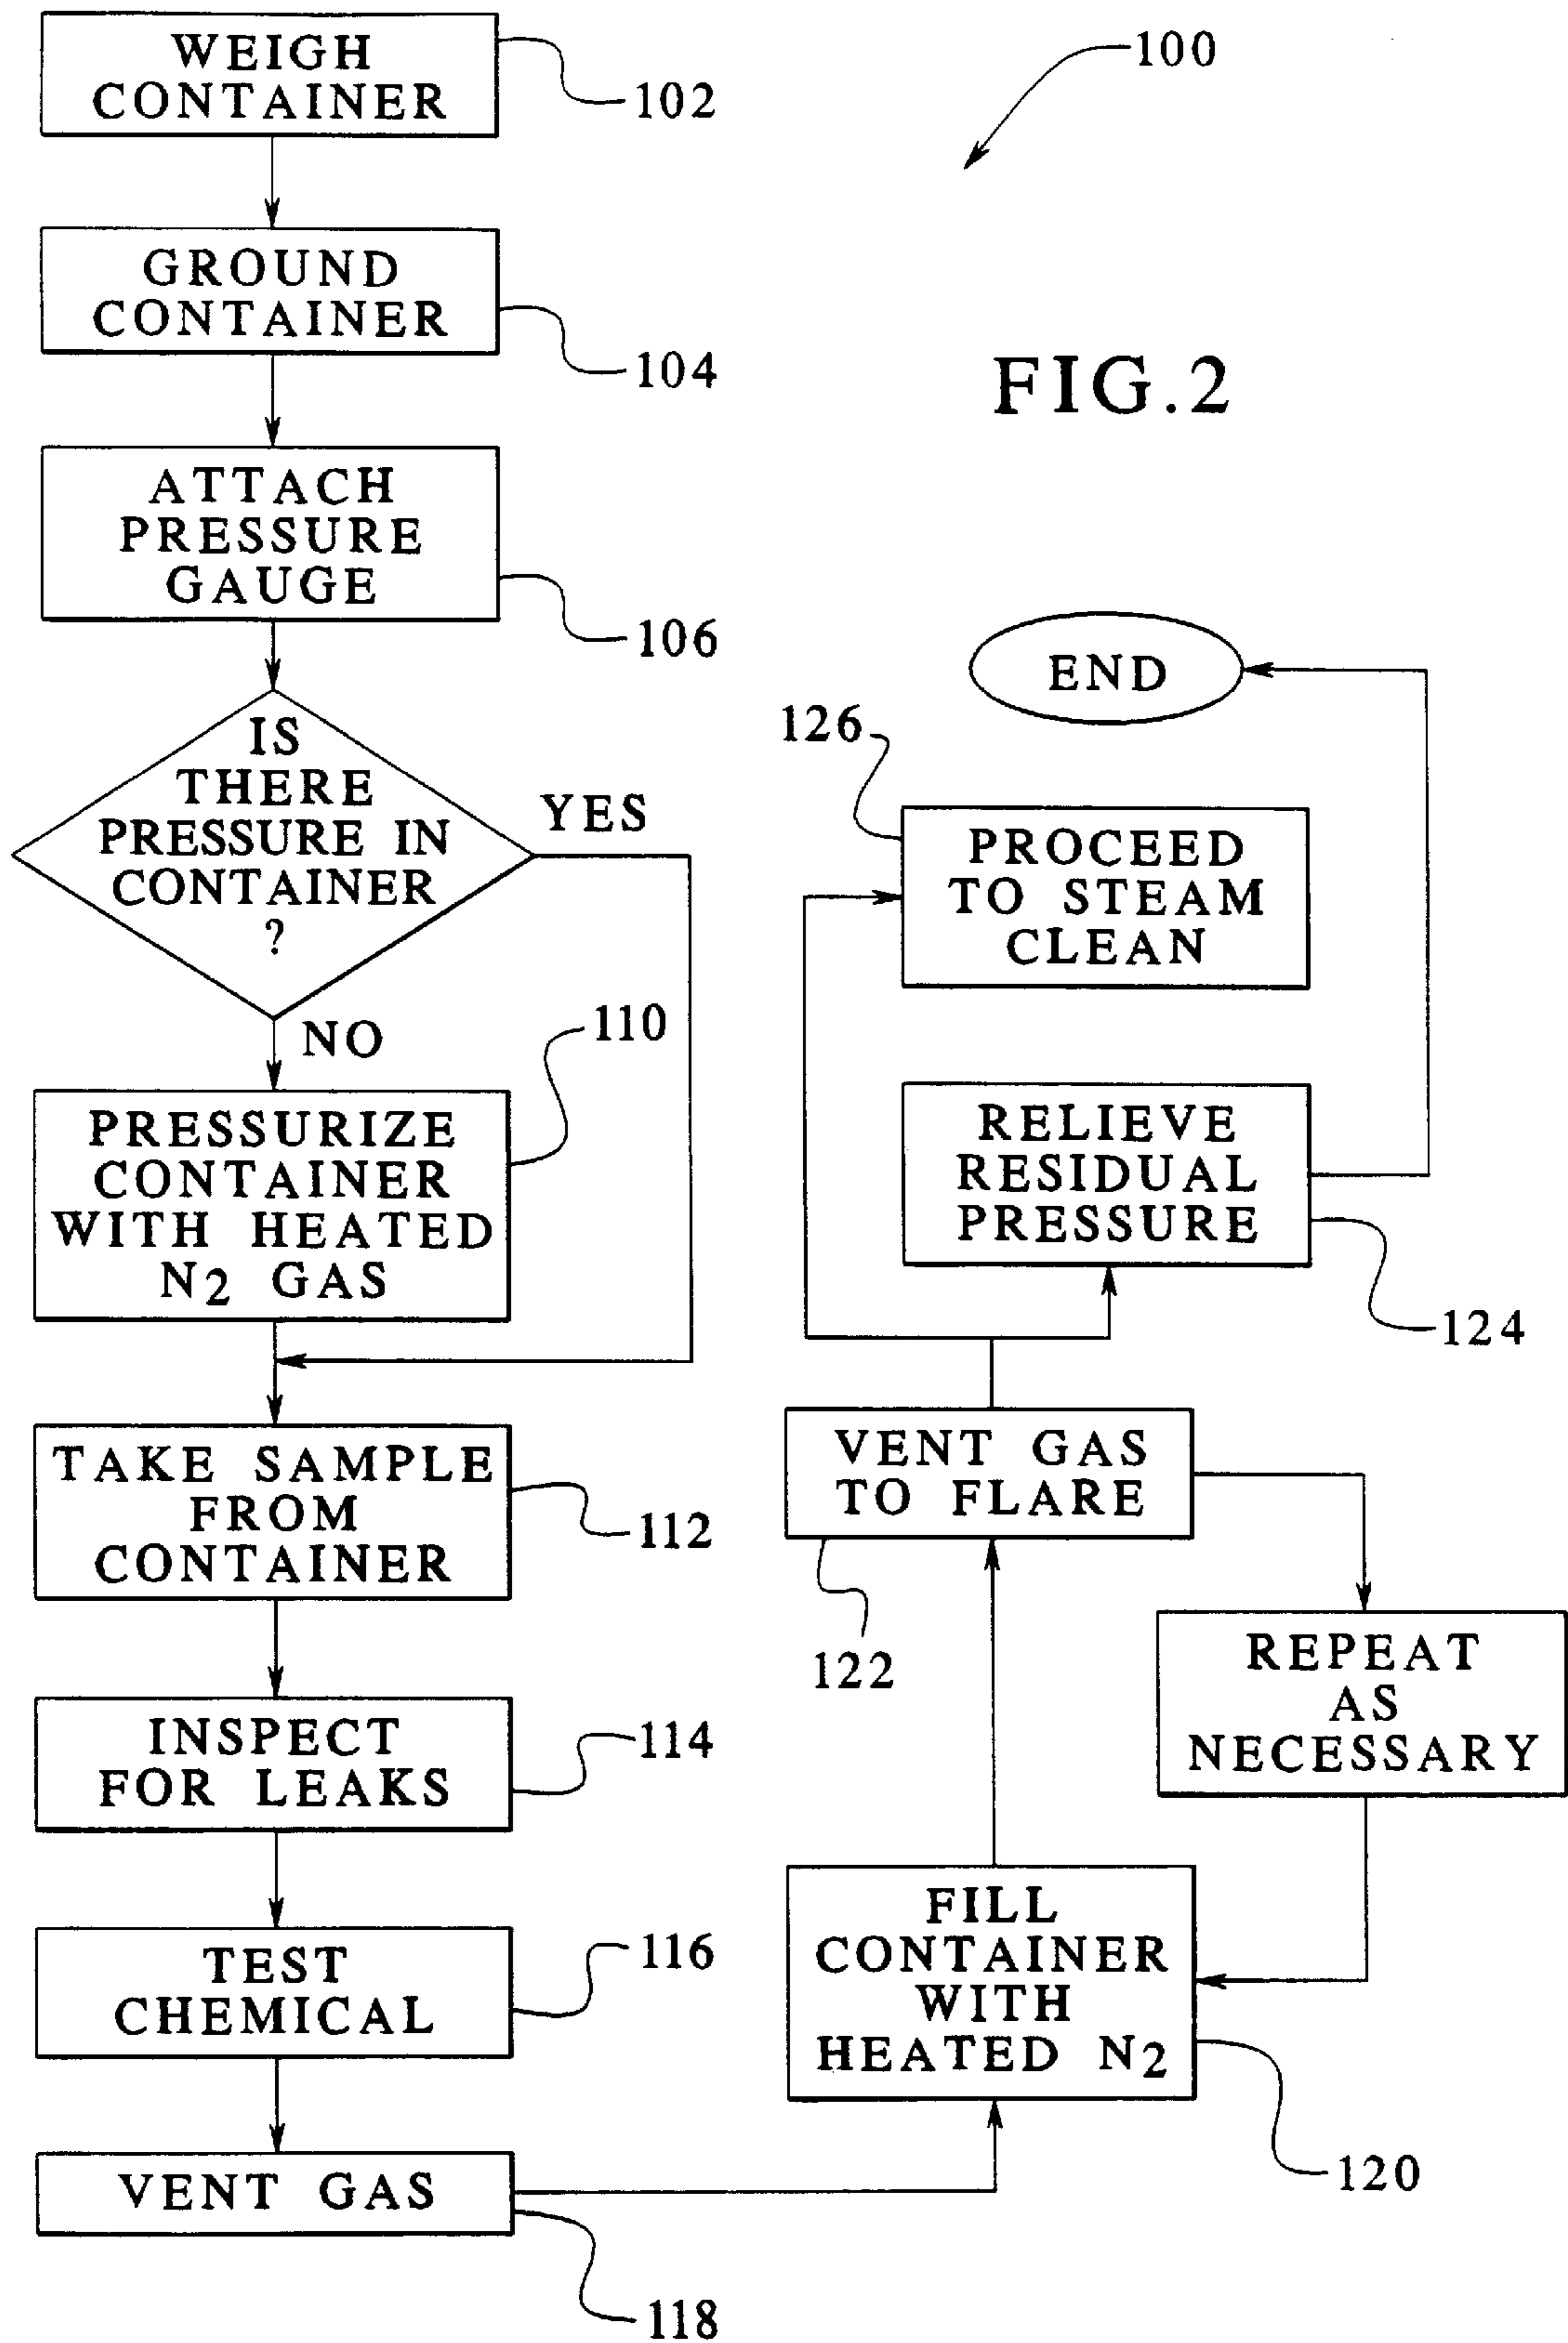 WEIGH
CONTAINER
102
100
GROUND
CONTAINER
104
FIG.2
ATTACH
PRESSURE
GAUGE
106
IS
THERE
PRESSURE IN
CONTAINER
?
YES
NO
110
PRESSURIZE
CONTAINER
WITH HEATED
N2 GAS
TAKE SAMPLE
FROM
CONTAINER
112
INSPECT
FOR LEAKS
114
TEST
CHEMICAL
116
VENT GAS
118
END
126
PROCEED
TO STEAM
CLEAN
RELIEVE
RESIDUAL
PRESSURE
124
VENT GAS
TO FLARE
122
REPEAT
AS
NECESSARY
FILL
CONTAINER
WITH
HEATED N2
120